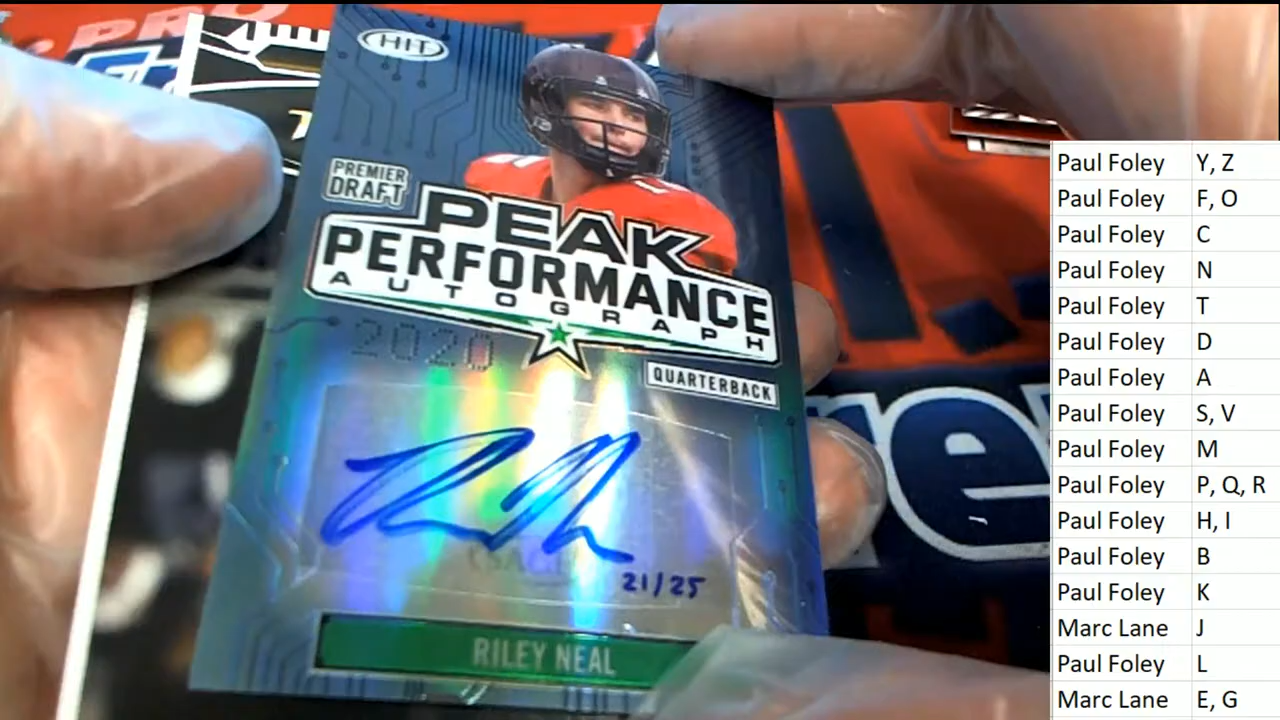 HIT
PREMIER
DRAFT
PEAK
PERFORMANCE
AUTOGRAPH
2020
QUARTERBACK
21/25
RILEY NEAL
PRO
re
Paul Foley Y, Z
Paul Foley F, O
Paul Foley C
Paul Foley N
Paul Foley T
Paul Foley D
Paul Foley A
Paul Foley S, V
Paul Foley M
Paul Foley P, Q, R
Paul Foley H, I
Paul Foley B
Paul Foley K
Marc Lane J
Paul Foley L
Marc Lane E, G